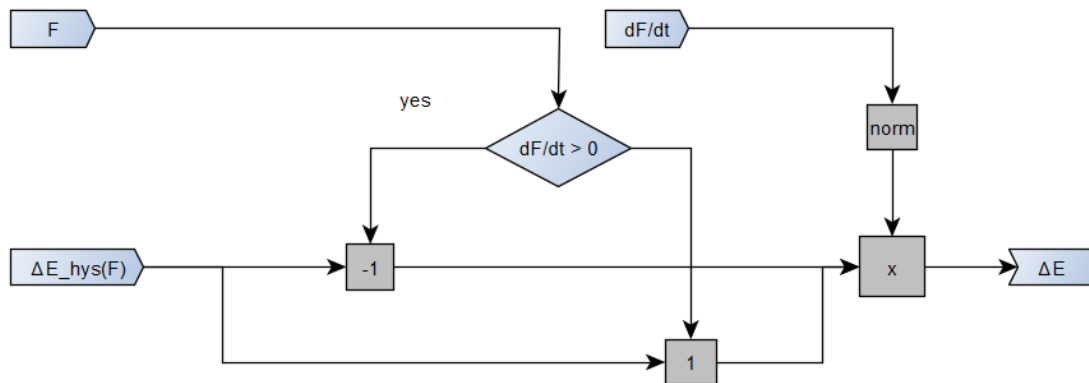 F
dF/dt
yes
norm
dF/dt > 0
ΔE_hys(F)
-1
x
ΔE
1